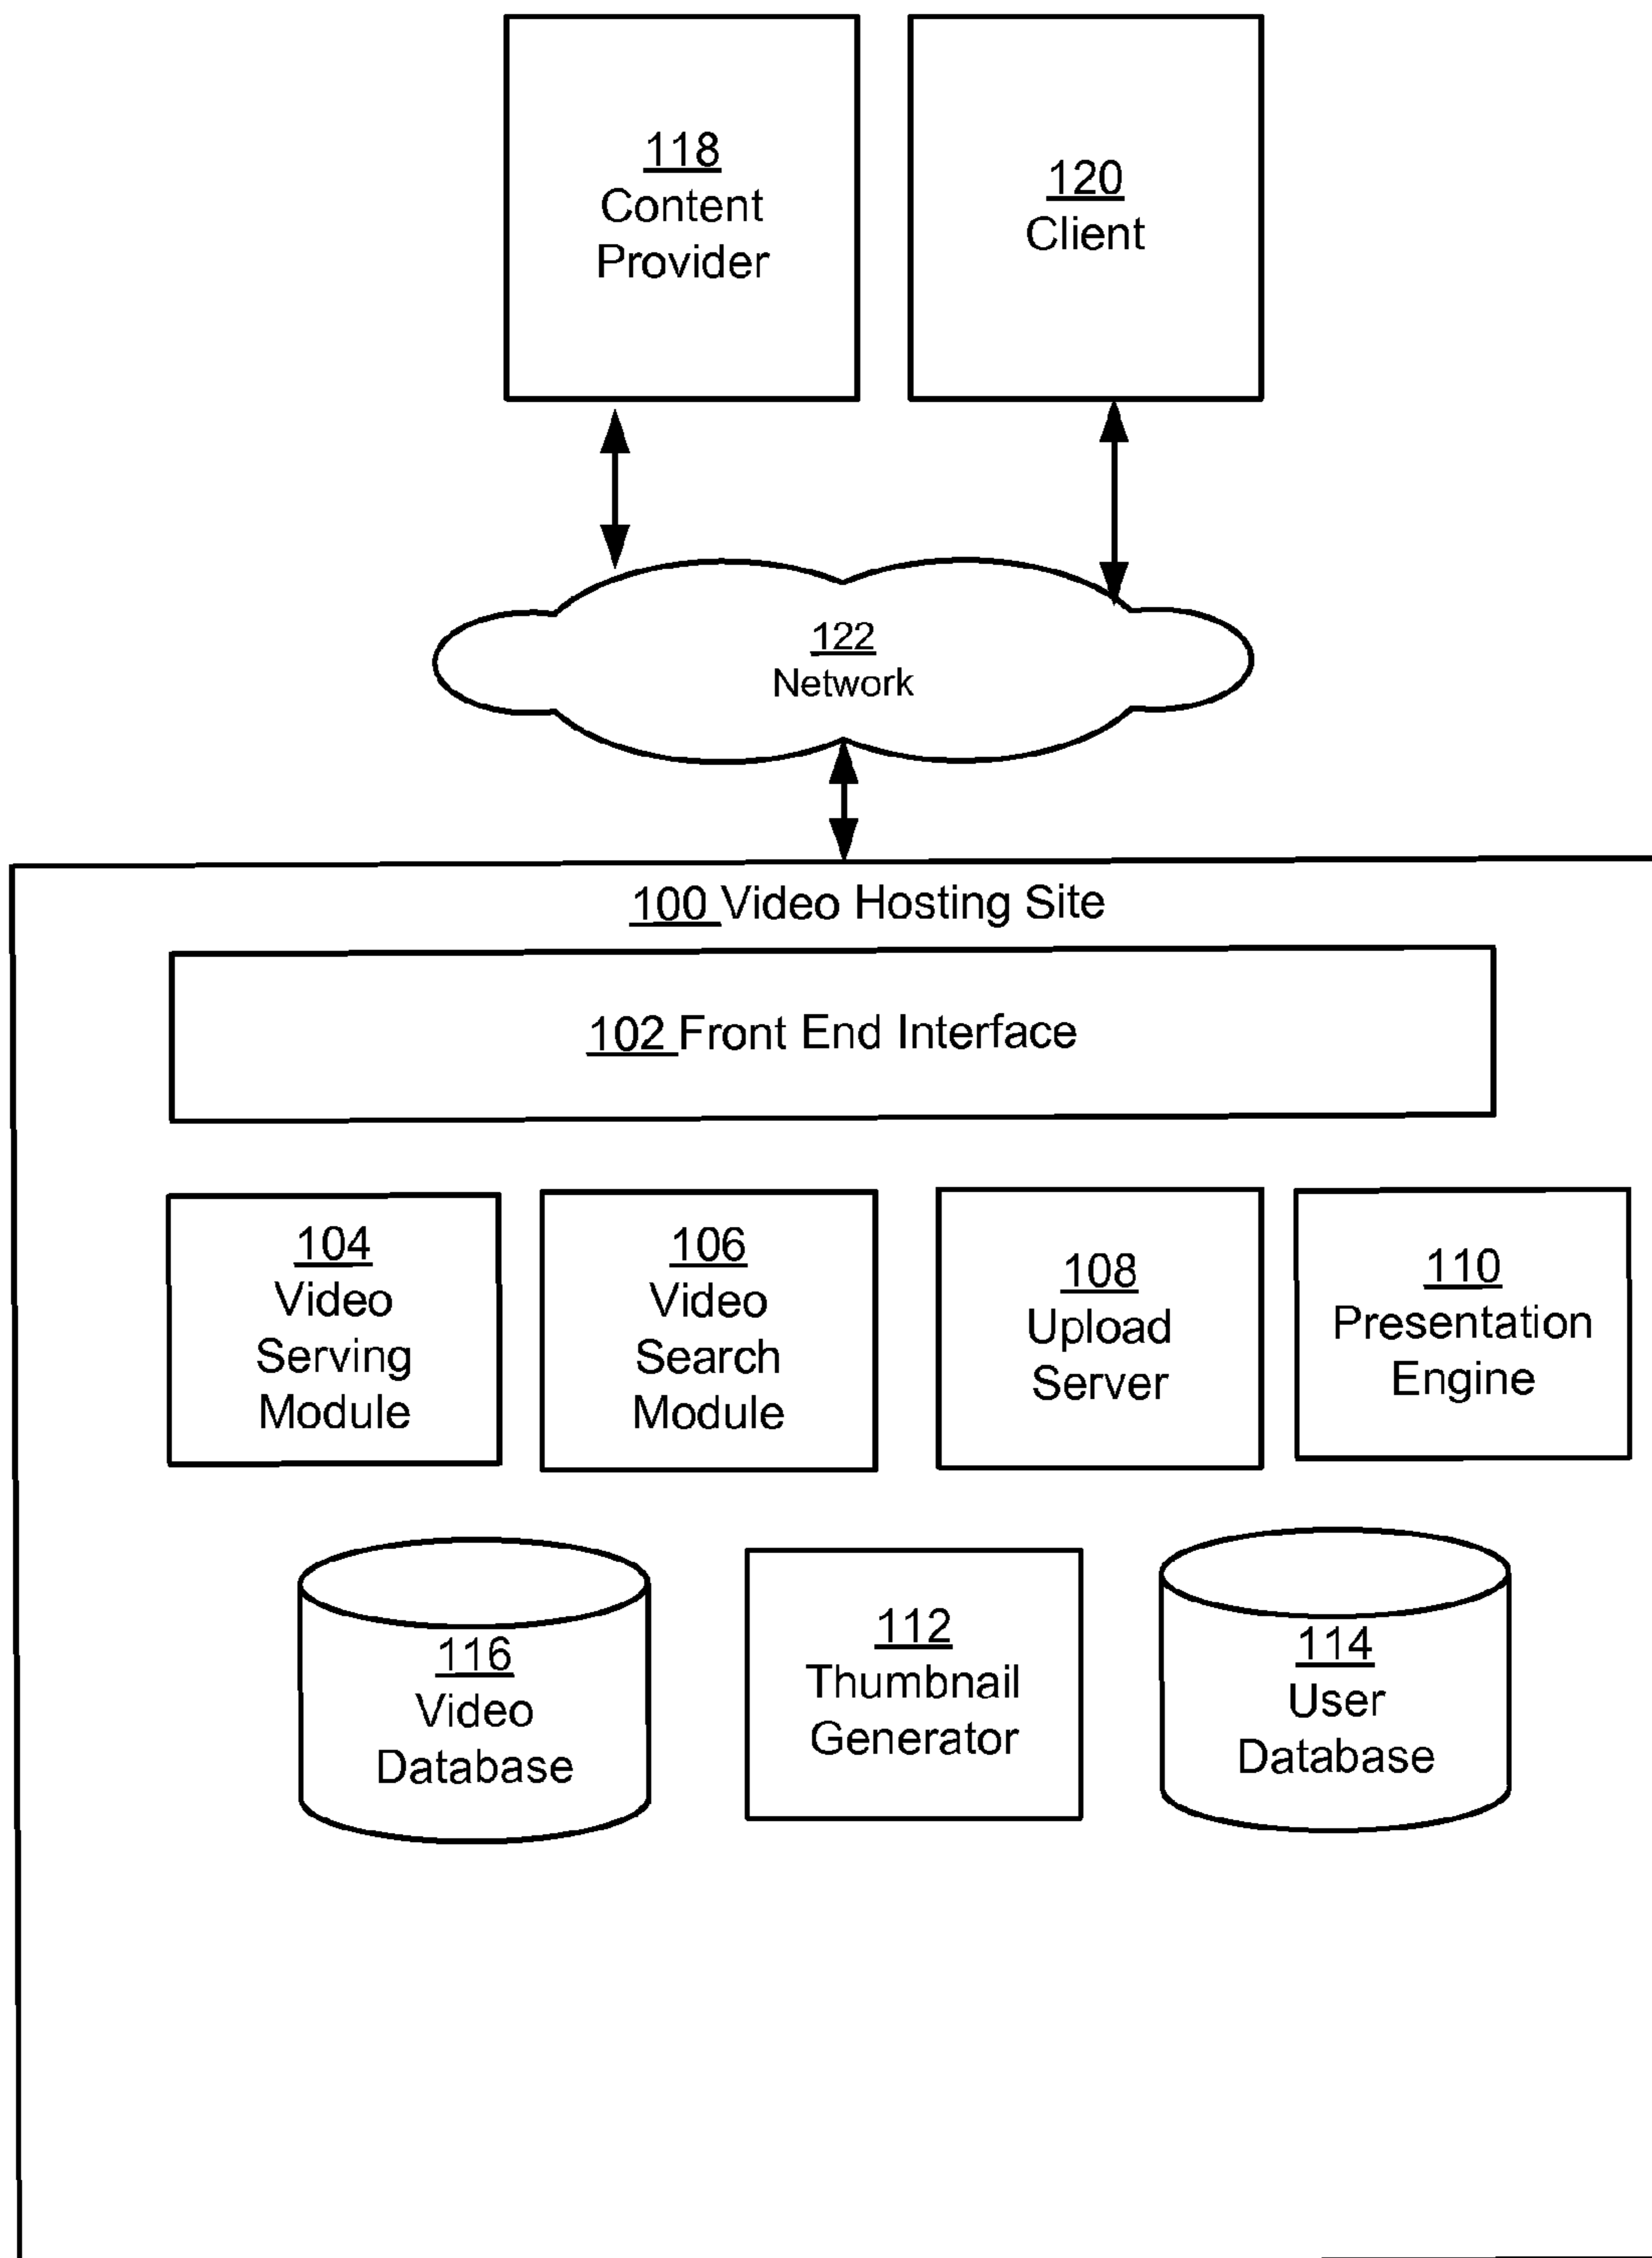 118
Content
Provider
120
Client
122
Network
100 Video Hosting Site
102 Front End Interface
104
Video
Serving
Module
106
Video
Search
Module
108
Upload
Server
110
Presentation
Engine
116
Video
Database
112
Thumbnail
Generator
114
User
Database